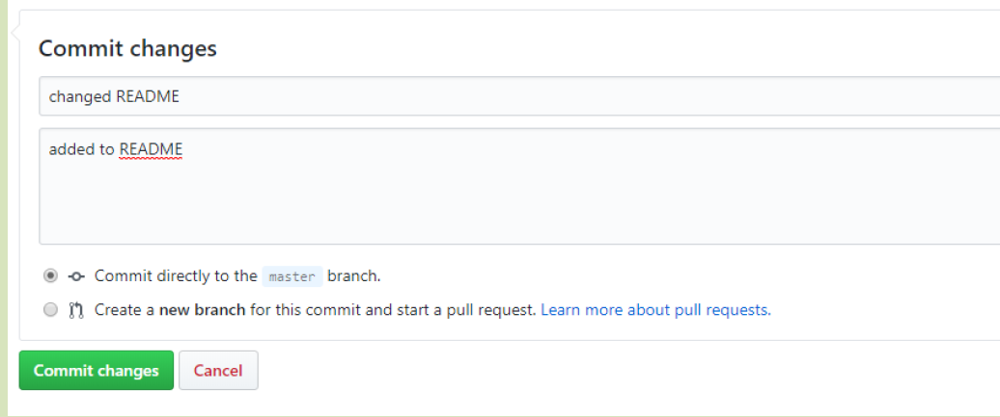 Commit changes
changed README
added to README
Commit directly to the master branch.
Create a new branch for this commit and start a pull request. Learn more about pull requests.
Commit changes
Cancel